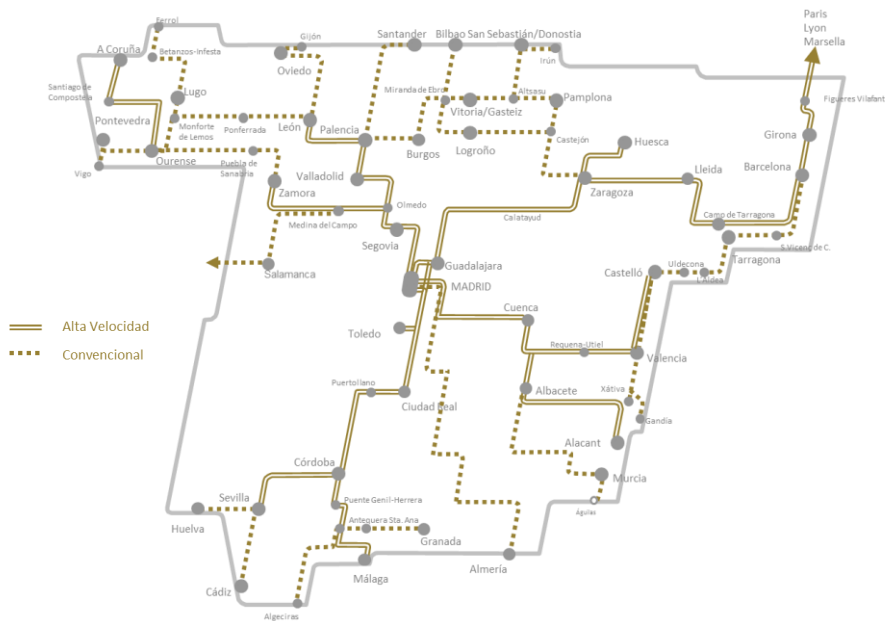 Paris
Lyon
Marsella
Ferrol
A Coruña
Betanzos-Infesta
Gijón
Oviedo
Santander
Bilbao
San Sebastián/Donostia
Irún
Santiago de
Compostela
Lugo
Miranda de Ebro
Altsasu
Vitoria/Gasteiz
Pamplona
Figueres Vilafant
Pontevedra
Monforte
de Lemos
Ponferrada
León
Palencia
Burgos
Logroño
Castejón
Huesca
Girona
Vigo
Ourense
Puebla de
Sanabria
Zamora
Valladolid
Zaragoza
Lleida
Barcelona
Olmedo
Medina del Campo
Segovia
Calatayud
Camp de Tarragona
S.Vicenç de C.
Tarragona
Salamanca
Guadalajara
MADRID
Castelló
Uldecona
L'Aldea
Cuenca
Toledo
Requena-Utiel
Valencia
Alta Velocidad
Convencional
Puertollano
Ciudad Real
Albacete
Xátiva
Gandia
Alacant
Córdoba
Murcia
Águilas
Sevilla
Huelva
Puente Genil-Herrera
Antequera Sta. Ana
Granada
Málaga
Almería
Cádiz
Algeciras